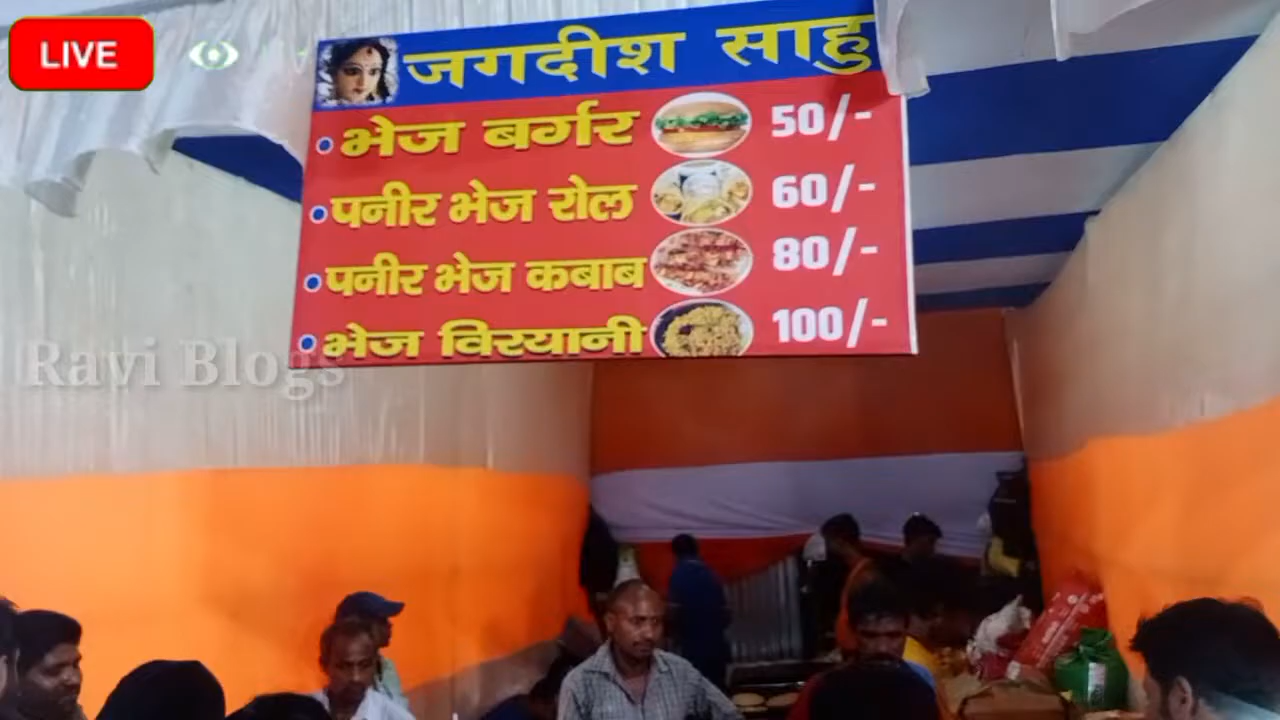 LIVE
जगदीश साहु
भेज बर्गर 50/-
पनीर भेज रोल 60/-
पनीर भेज कबाब 80/-
भेज विरयानी 100/-
Ravi Blogs